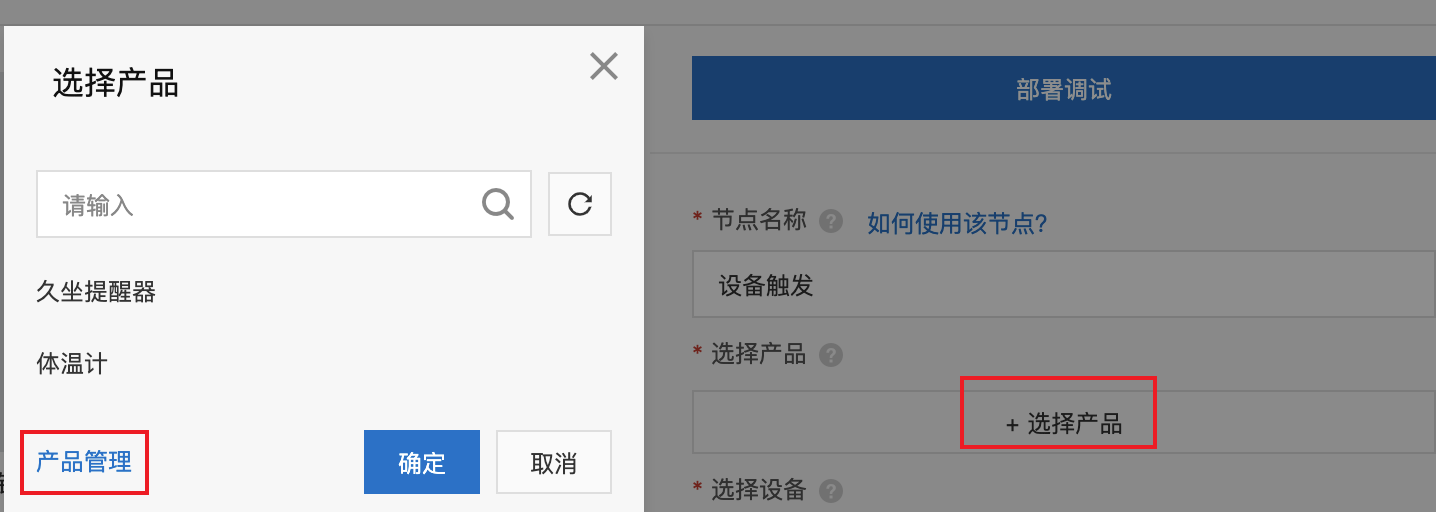 选择产品
请输入
久坐提醒器
体温计
产品管理
确定
取消
部署调试
* 节点名称 ? 如何使用该节点?
设备触发
* 选择产品 ?
+ 选择产品
* 选择设备 ?